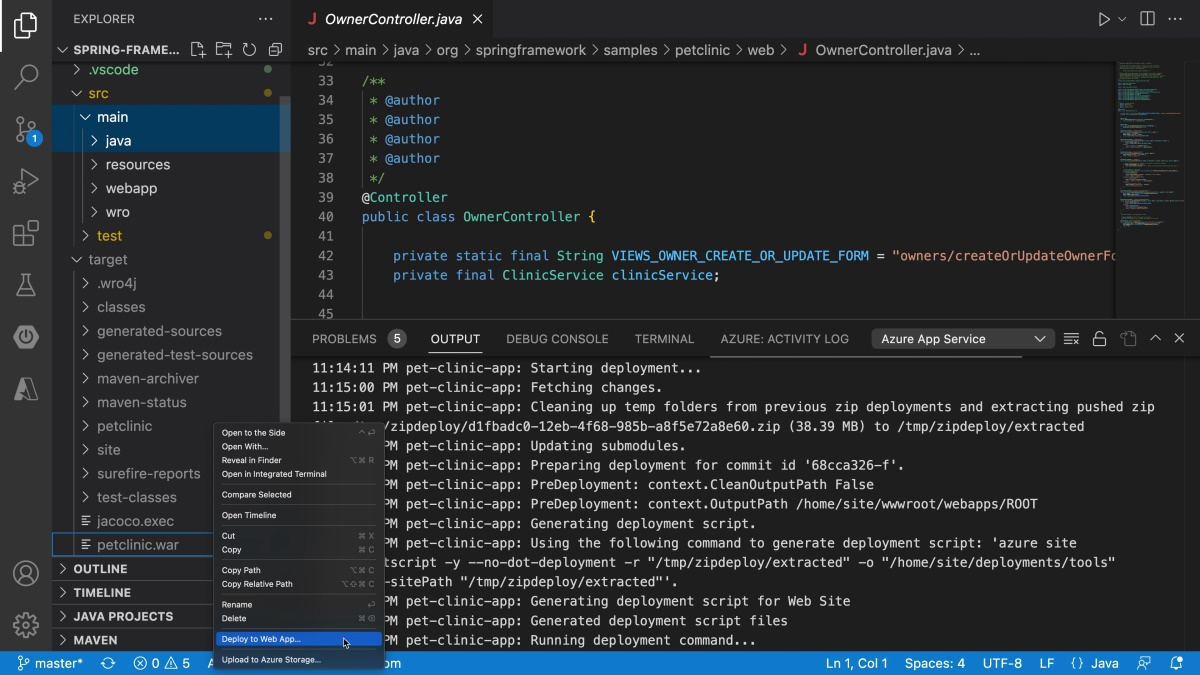 EXPLORER
SPRING-FRAME...
.vscode
src
main
java
resources
webapp
wro
test
target
.wro4j
classes
generated-sources
generated-test-sources
maven-archiver
maven-status
petclinic
site
surefire-reports
test-classes
jacoco.exec
petclinic.war
OUTLINE
TIMELINE
JAVA PROJECTS
MAVEN
1
J OwnerController.java
src > main > java > org > springframework > samples > petclinic > web > J OwnerController.java > ...
32
33 /**
34 * @author
35 * @author
36 * @author
37 * @author
38 */
39 @Controller
40 public class OwnerController {
41
42 private static final String VIEWS_OWNER_CREATE_OR_UPDATE_FORM = "owners/createOrUpdateOwnerFo
43 private final ClinicService clinicService;
44
45
PROBLEMS 5 OUTPUT DEBUG CONSOLE TERMINAL AZURE: ACTIVITY LOG Azure App Service
11:14:11 PM pet-clinic-app: Starting deployment...
11:15:00 PM pet-clinic-app: Fetching changes.
11:15:01 PM pet-clinic-app: Cleaning up temp folders from previous zip deployments and extracting pushed zip
/zipdeploy/d1fbadc0-12eb-4f68-985b-a8f5e72a8e60.zip (38.39 MB) to /tmp/zipdeploy/extracted
PM pet-clinic-app: Updating submodules.
PM pet-clinic-app: Preparing deployment for commit id '68cca326-f'.
PM pet-clinic-app: PreDeployment: context.CleanOutputPath False
PM pet-clinic-app: PreDeployment: context.OutputPath /home/site/wwwroot/webapps/ROOT
PM pet-clinic-app: Generating deployment script.
PM pet-clinic-app: Using the following command to generate deployment script: 'azure site
tscript -y --no-dot-deployment -r "/tmp/zipdeploy/extracted" -o "/home/site/deployments/tools"
-sitePath "/tmp/zipdeploy/extracted"'.
PM pet-clinic-app: Generating deployment script for Web Site
PM pet-clinic-app: Generated deployment script files
PM pet-clinic-app: Running deployment command...
Open to the Side ⌃⏎
Open With...
Reveal in Finder ⌥⌘R
Open in Integrated Terminal
Compare Selected
Open Timeline
Cut ⌘X
Copy ⌘C
Copy Path ⌥⌘C
Copy Relative Path ⌥⇧⌘C
Rename ⏎
Delete
Deploy to Web App...
Upload to Azure Storage...
master* 0 5 om Ln 1, Col 1 Spaces: 4 UTF-8 LF {} Java